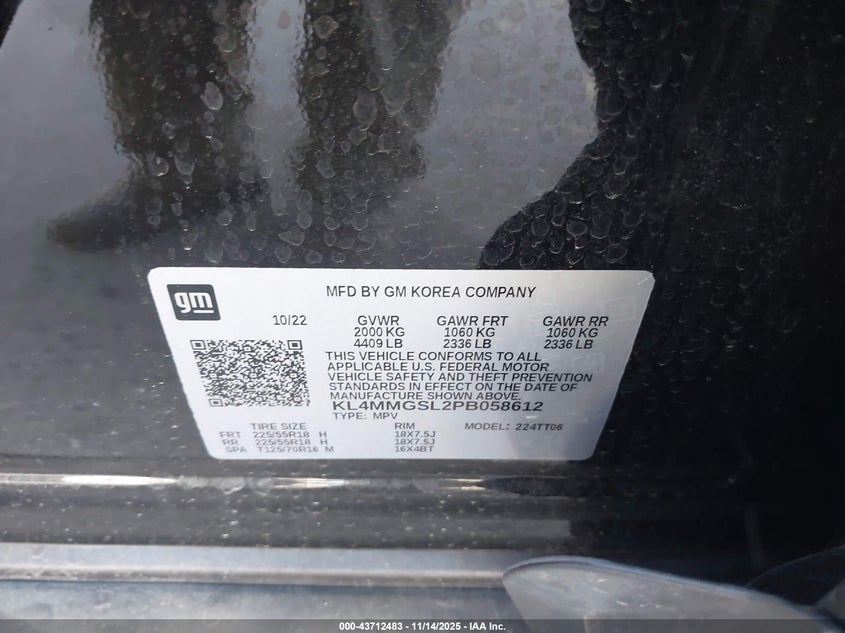 gm
MFD BY GM KOREA COMPANY
10/22 GVWR GAWR FRT GAWR RR
2000 KG 1060 KG 1060 KG
4409 LB 2336 LB 2336 LB
THIS VEHICLE CONFORMS TO ALL
APPLICABLE U.S. FEDERAL MOTOR
VEHICLE SAFETY AND THEFT PREVENTION
STANDARDS IN EFFECT ON THE DATE OF
MANUFACTURE SHOWN ABOVE.
KL4MMGSL2PB058612
TYPE: MPV
TIRE SIZE RIM MODEL: 224TT06
FRT 225/55R18 H 18X7.5J
RR 225/55R18 H 18X7.5J
SPA T125/70R16 M 16X4BT
000-43712483 - 11/14/2025 - IAA Inc.